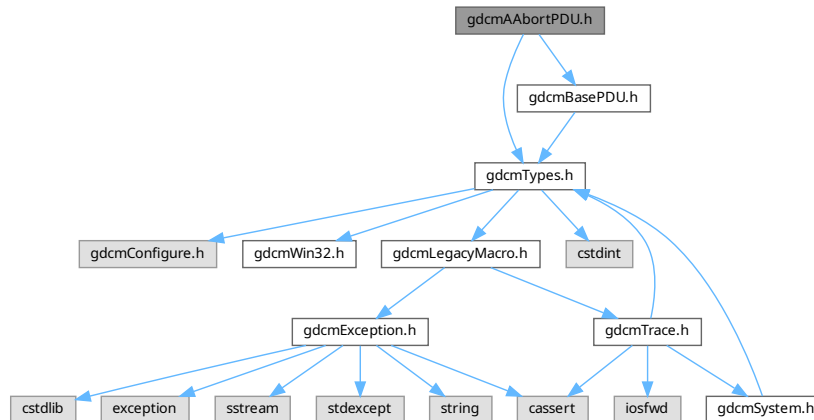 gdcmAAbortPDU.h
gdcmBasePDU.h
gdcmTypes.h
gdcmConfigure.h
gdcmWin32.h
gdcmLegacyMacro.h
cstdint
gdcmException.h
gdcmTrace.h
cstdlib
exception
sstream
stdexcept
string
cassert
iosfwd
gdcmSystem.h